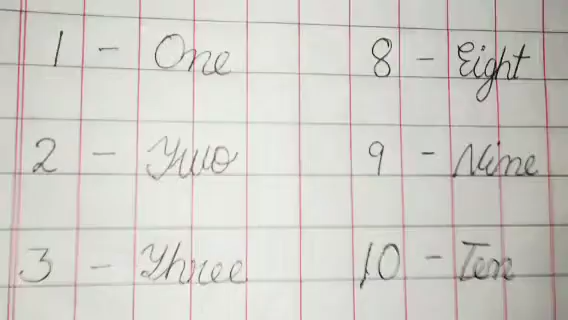 1 - One
2 - Two
3 - Three
8 - Eight
9 - Nine
10 - Ten